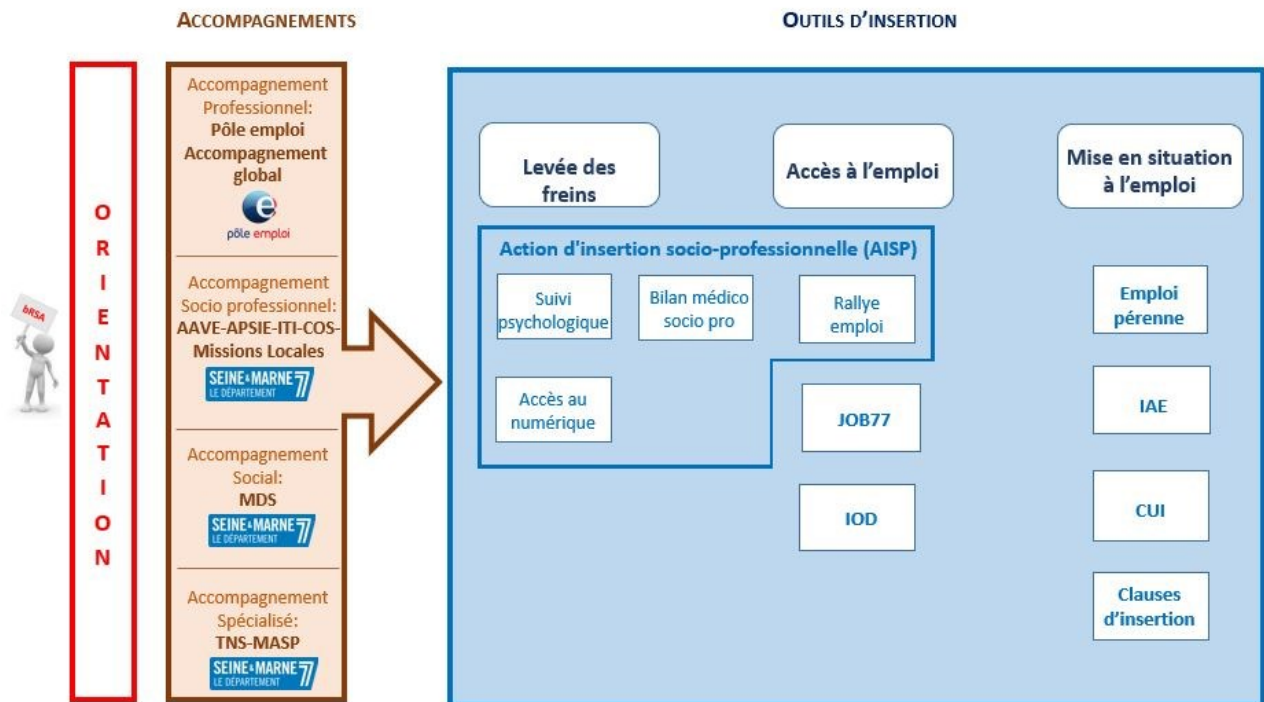 ACCOMPAGNEMENTS
OUTILS D'INSERTION
bRSA
O
R
I
E
N
T
A
T
I
O
N
Accompagnement
Professionnel:
Pôle emploi
Accompagnement
global
e
pôle emploi
Accompagnement
Socio professionnel:
AAVE-APSIE-ITI-COS-
Missions Locales
SEINE&MARNE 77
LE DÉPARTEMENT
Accompagnement
Social:
MDS
SEINE&MARNE 77
LE DÉPARTEMENT
Accompagnement
Spécialisé:
TNS-MASP
SEINE&MARNE 77
LE DÉPARTEMENT
Levée des
freins
Accès à l'emploi
Mise en situation
à l'emploi
Action d'insertion socio-professionnelle (AISP)
Suivi
psychologique
Bilan médico
socio pro
Rallye
emploi
Accès au
numérique
JOB77
IOD
Emploi
pérenne
IAE
CUI
Clauses
d'insertion